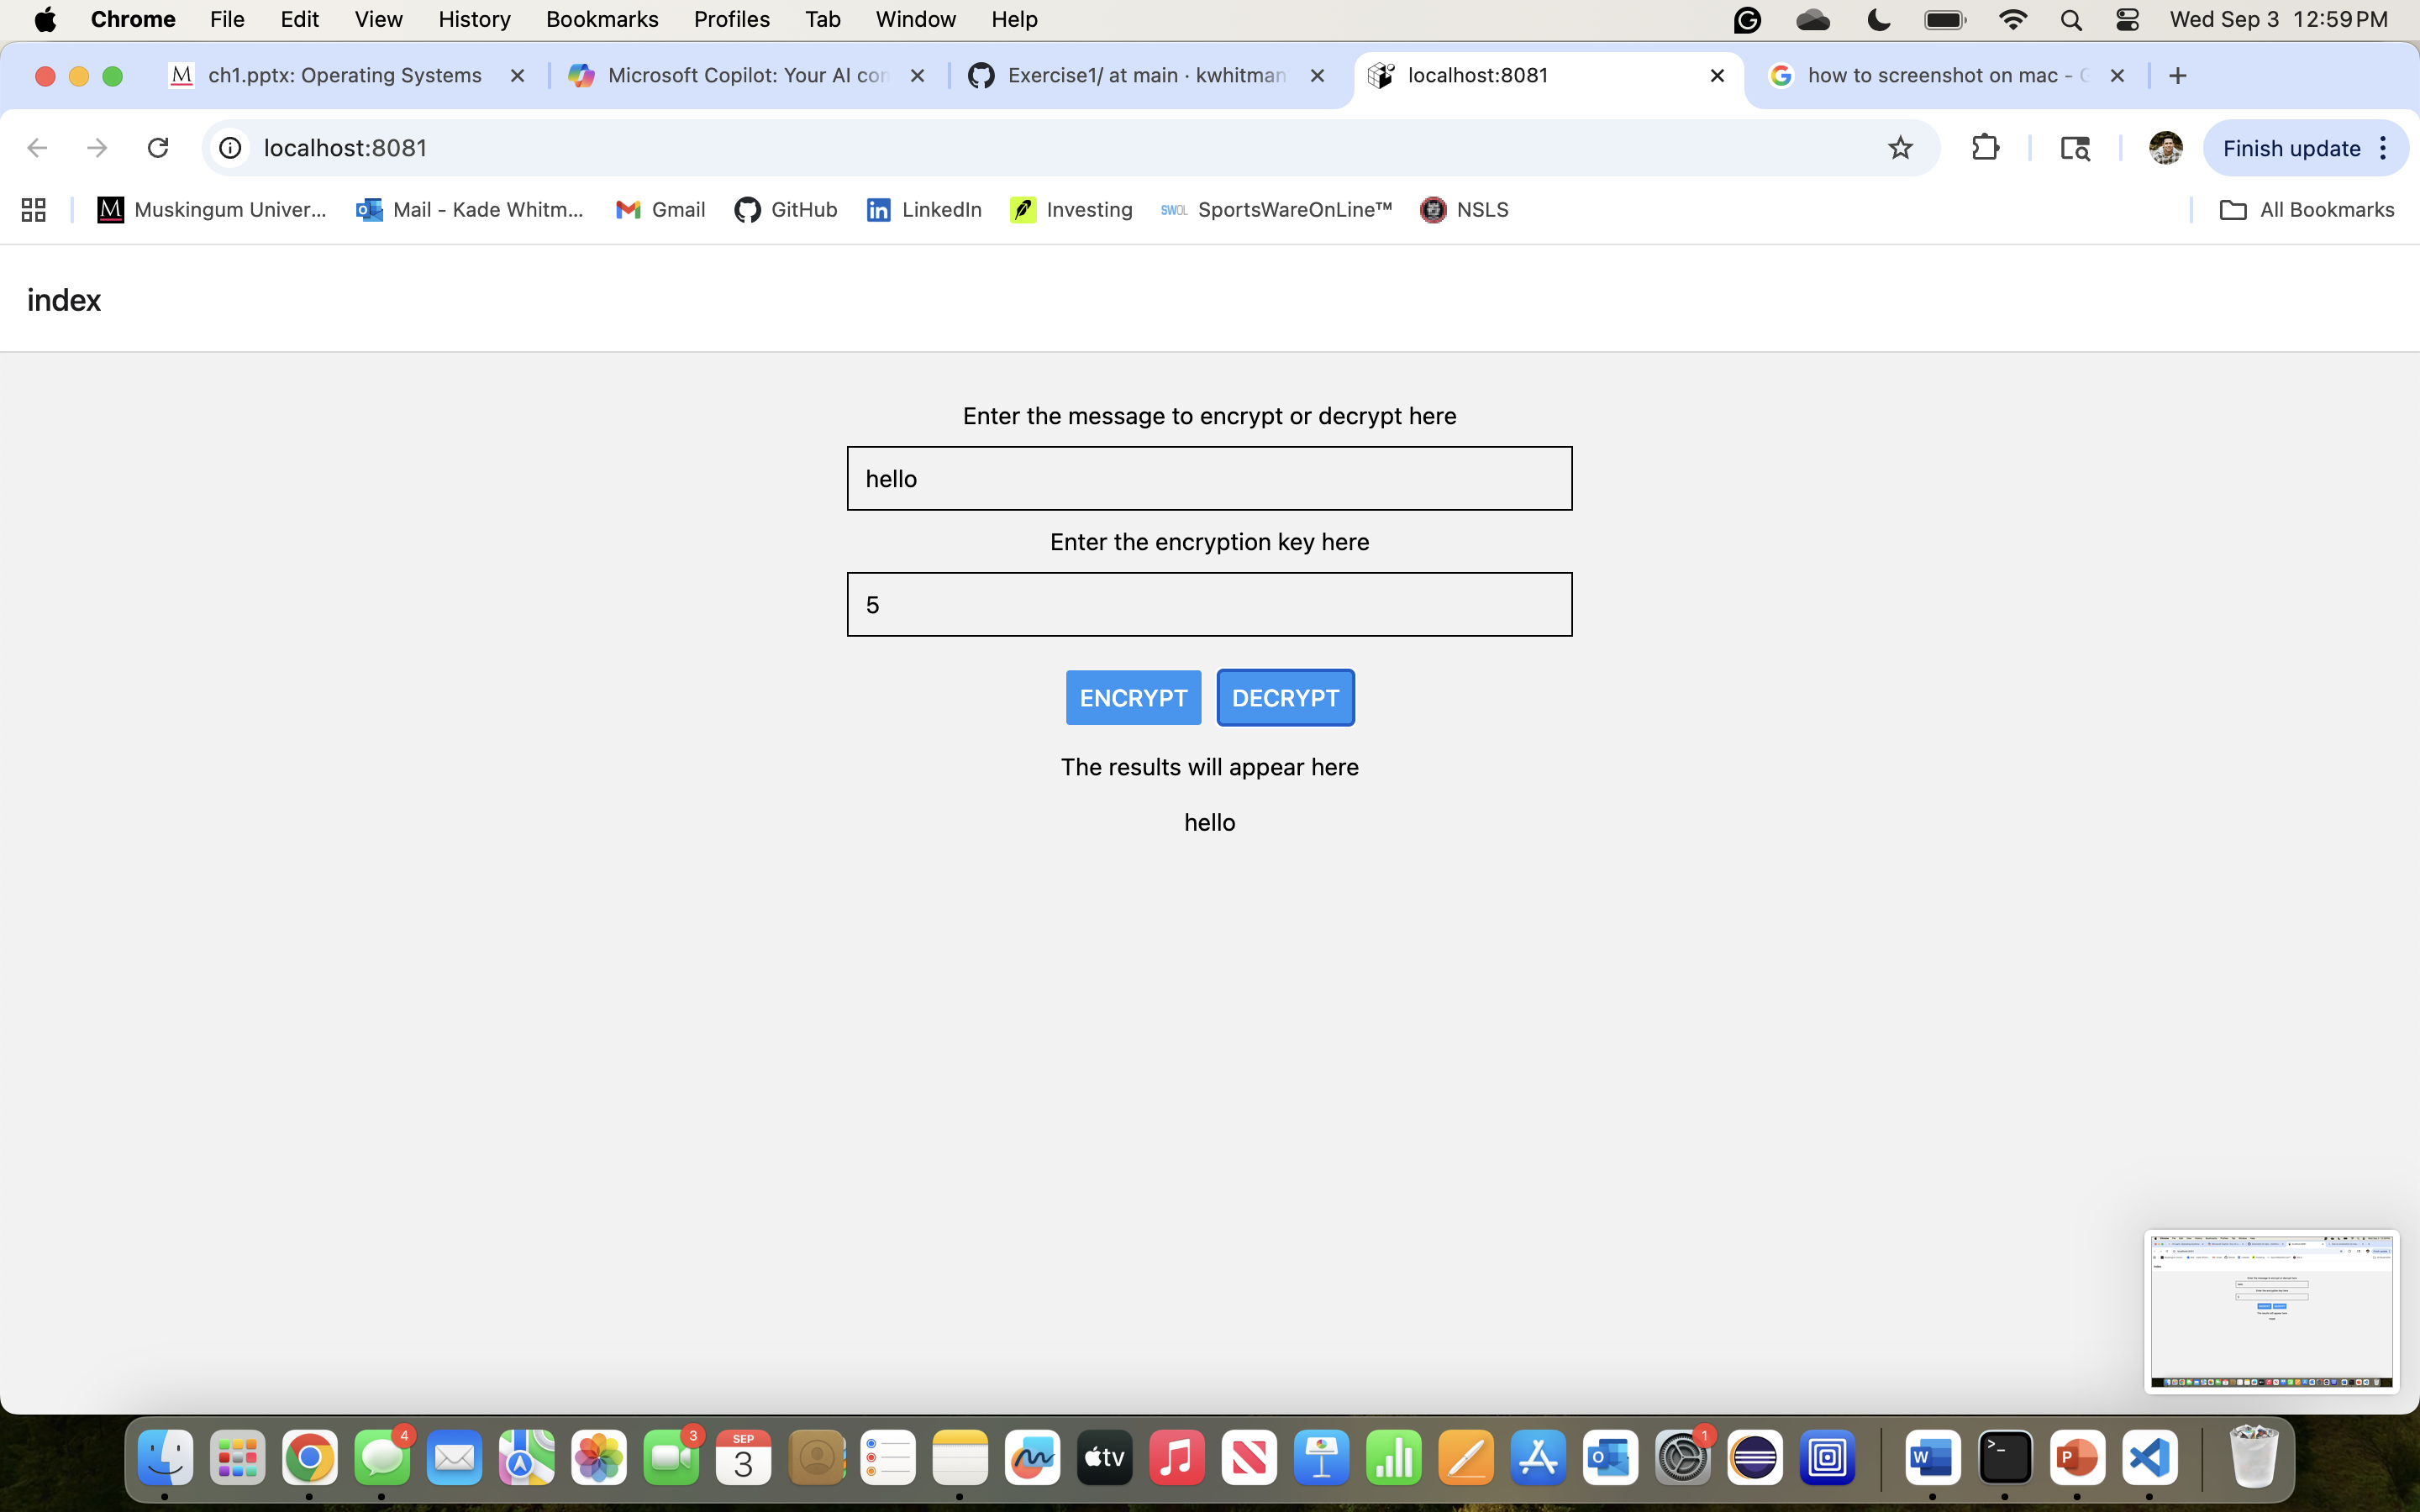 Chrome File Edit View History Bookmarks Profiles Tab Window Help Wed Sep 3 12:59 PM
ch1.pptx: Operating Systems Microsoft Copilot: Your AI con Exercise1/ at main · kwhitman localhost:8081 how to screenshot on mac - G
localhost:8081 Finish update
M Muskingum Univer... Mail - Kade Whitm... Gmail GitHub LinkedIn Investing SWOL SportsWareOnLine™ NSLS All Bookmarks
index
Enter the message to encrypt or decrypt here
hello
Enter the encryption key here
5
ENCRYPT DECRYPT
The results will appear here
hello
4 3 SEP 3 tv 1